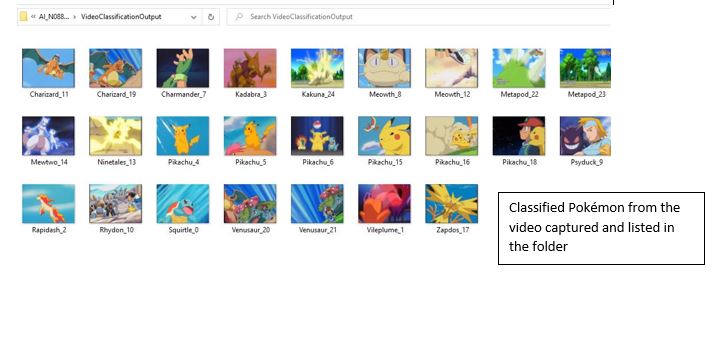 « AI_N088... > VideoClassificationOutput
Search VideoClassificationOutput
Charizard_11 Charizard_19 Charmander_7 Kadabra_3 Kakuna_24 Meowth_8 Meowth_12 Metapod_22 Metapod_23
Mewtwo_14 Ninetales_13 Pikachu_4 Pikachu_5 Pikachu_6 Pikachu_15 Pikachu_16 Pikachu_18 Psyduck_9
Rapidash_2 Rhydon_10 Squirtle_0 Venusaur_20 Venusaur_21 Vileplume_1 Zapdos_17
Classified Pokémon from the
video captured and listed in
the folder